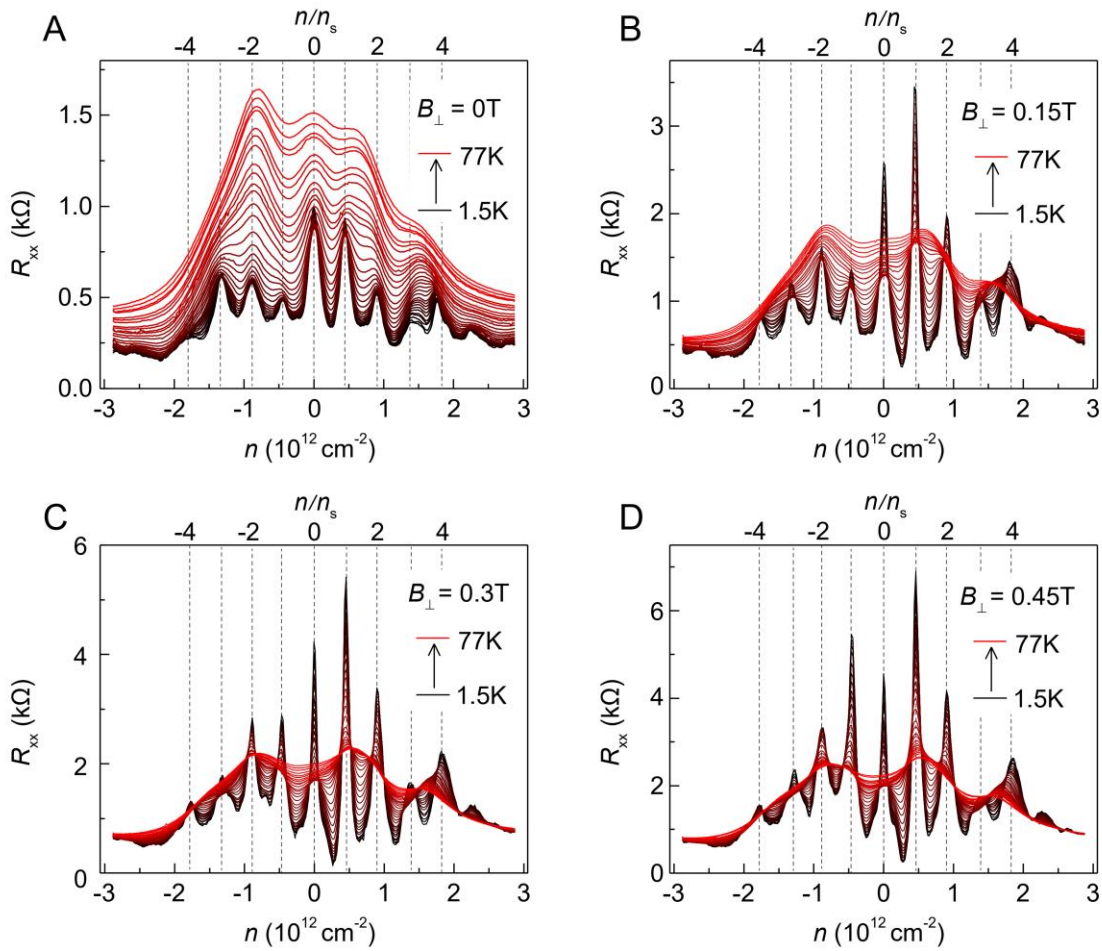 A
n/nₛ
-4 -2 0 2 4
B⊥ = 0T
77K
1.5K
1.5
1.0
0.5
0.0
Rxx (kΩ)
-3 -2 -1 0 1 2 3
n (10¹² cm⁻²)
B
n/nₛ
-4 -2 0 2 4
B⊥ = 0.15T
77K
1.5K
3
2
1
0
Rxx (kΩ)
-3 -2 -1 0 1 2 3
n (10¹² cm⁻²)
C
n/nₛ
-4 -2 0 2 4
B⊥ = 0.3T
77K
1.5K
6
4
2
0
Rxx (kΩ)
-3 -2 -1 0 1 2 3
n (10¹² cm⁻²)
D
n/nₛ
-4 -2 0 2 4
B⊥ = 0.45T
77K
1.5K
6
4
2
0
Rxx (kΩ)
-3 -2 -1 0 1 2 3
n (10¹² cm⁻²)